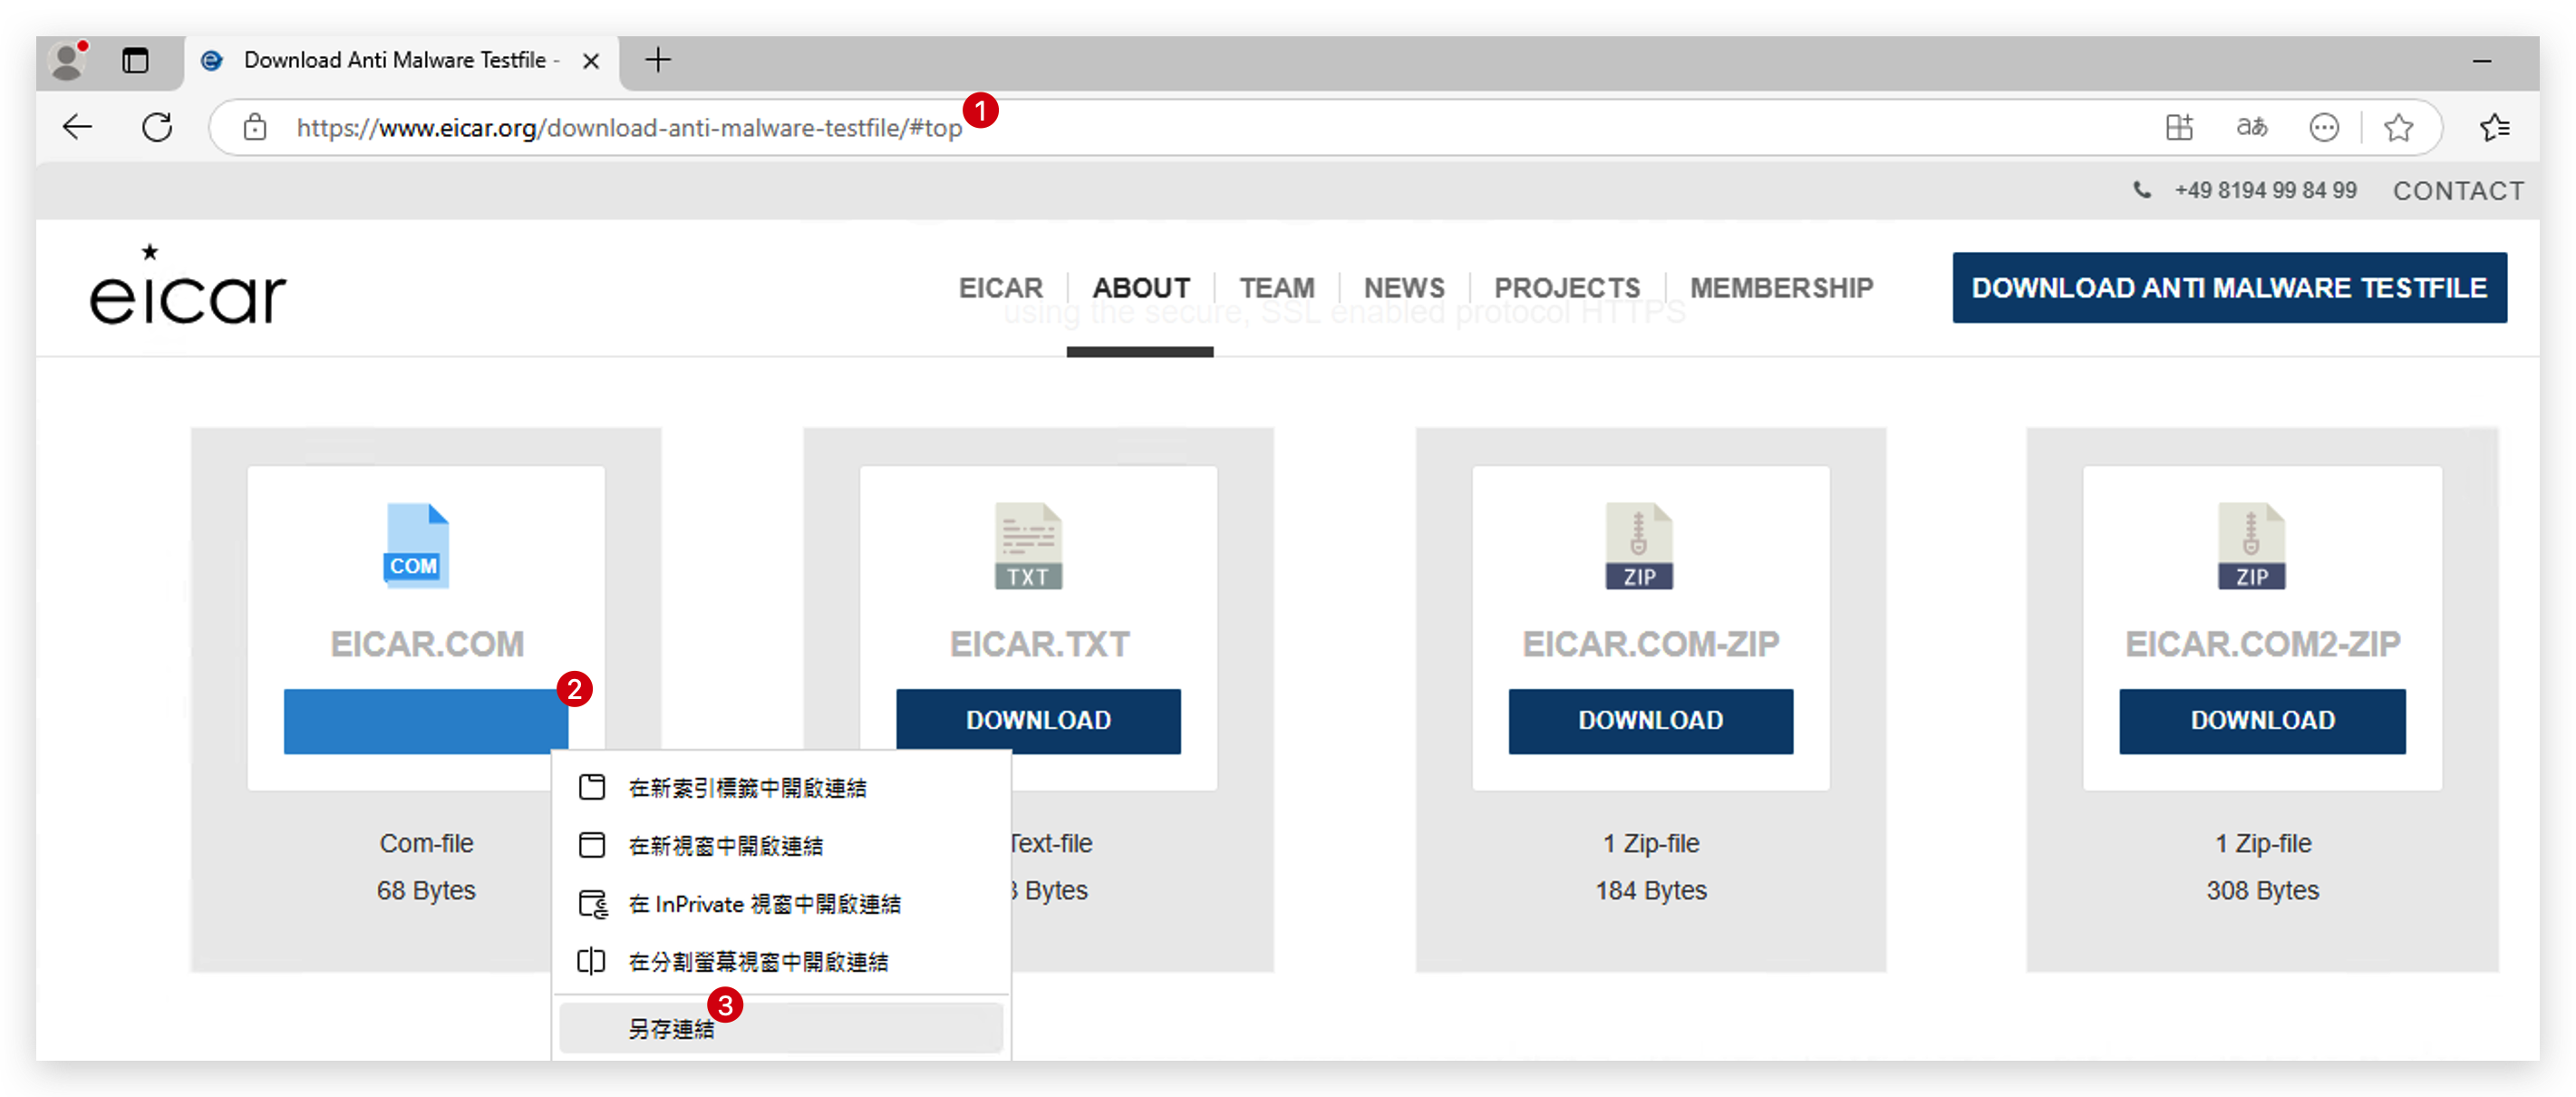 Download Anti Malware Testfile -
1
https://www.eicar.org/download-anti-malware-testfile/#top
aあ
+49 8194 99 84 99 CONTACT
eicar
EICAR ABOUT TEAM NEWS PROJECTS MEMBERSHIP DOWNLOAD ANTI MALWARE TESTFILE
using the secure, SSL enabled protocol HTTPS
COM TXT ZIP ZIP
EICAR.COM EICAR.TXT EICAR.COM-ZIP EICAR.COM2-ZIP
2
DOWNLOAD DOWNLOAD DOWNLOAD
在新索引標籤中開啟連結
在新視窗中開啟連結
Com-file Text-file 1 Zip-file 1 Zip-file
68 Bytes Bytes 184 Bytes 308 Bytes
在 InPrivate 視窗中開啟連結
在分割螢幕視窗中開啟連結
3
另存連結